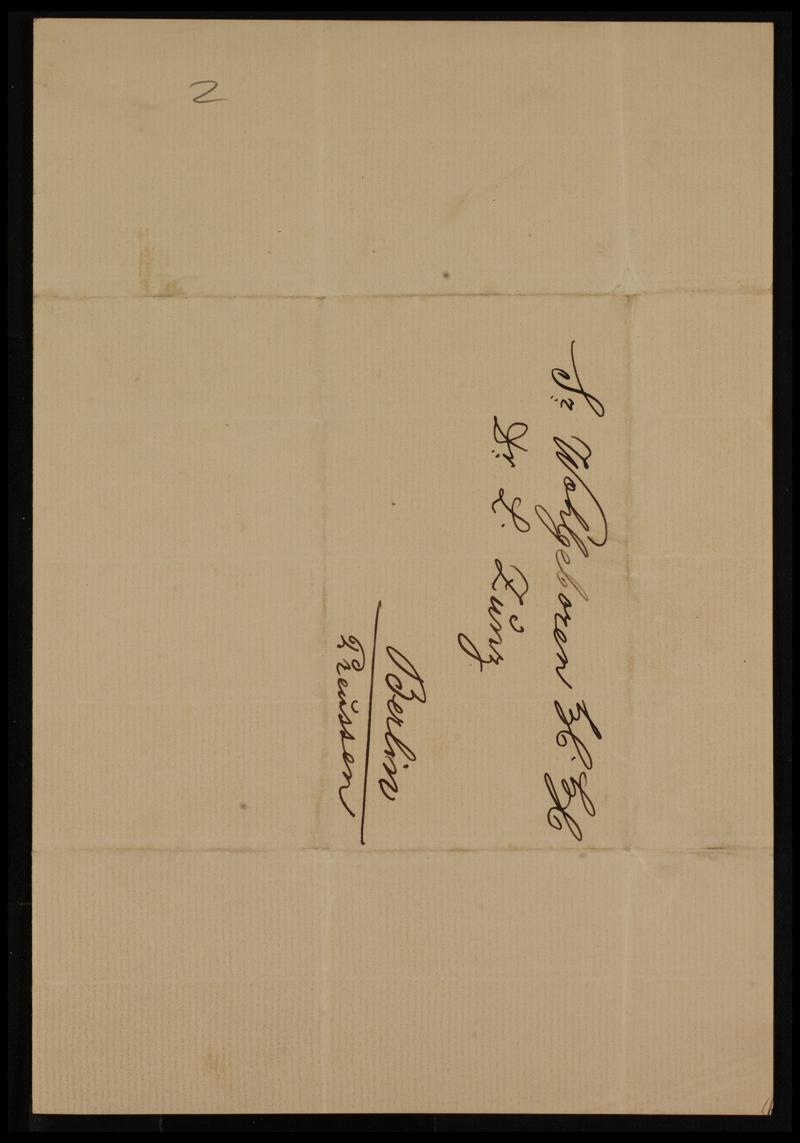 2
Sr. Wohlgeboren H. H.
Dr. L. Zunz
Berlin
Preussen